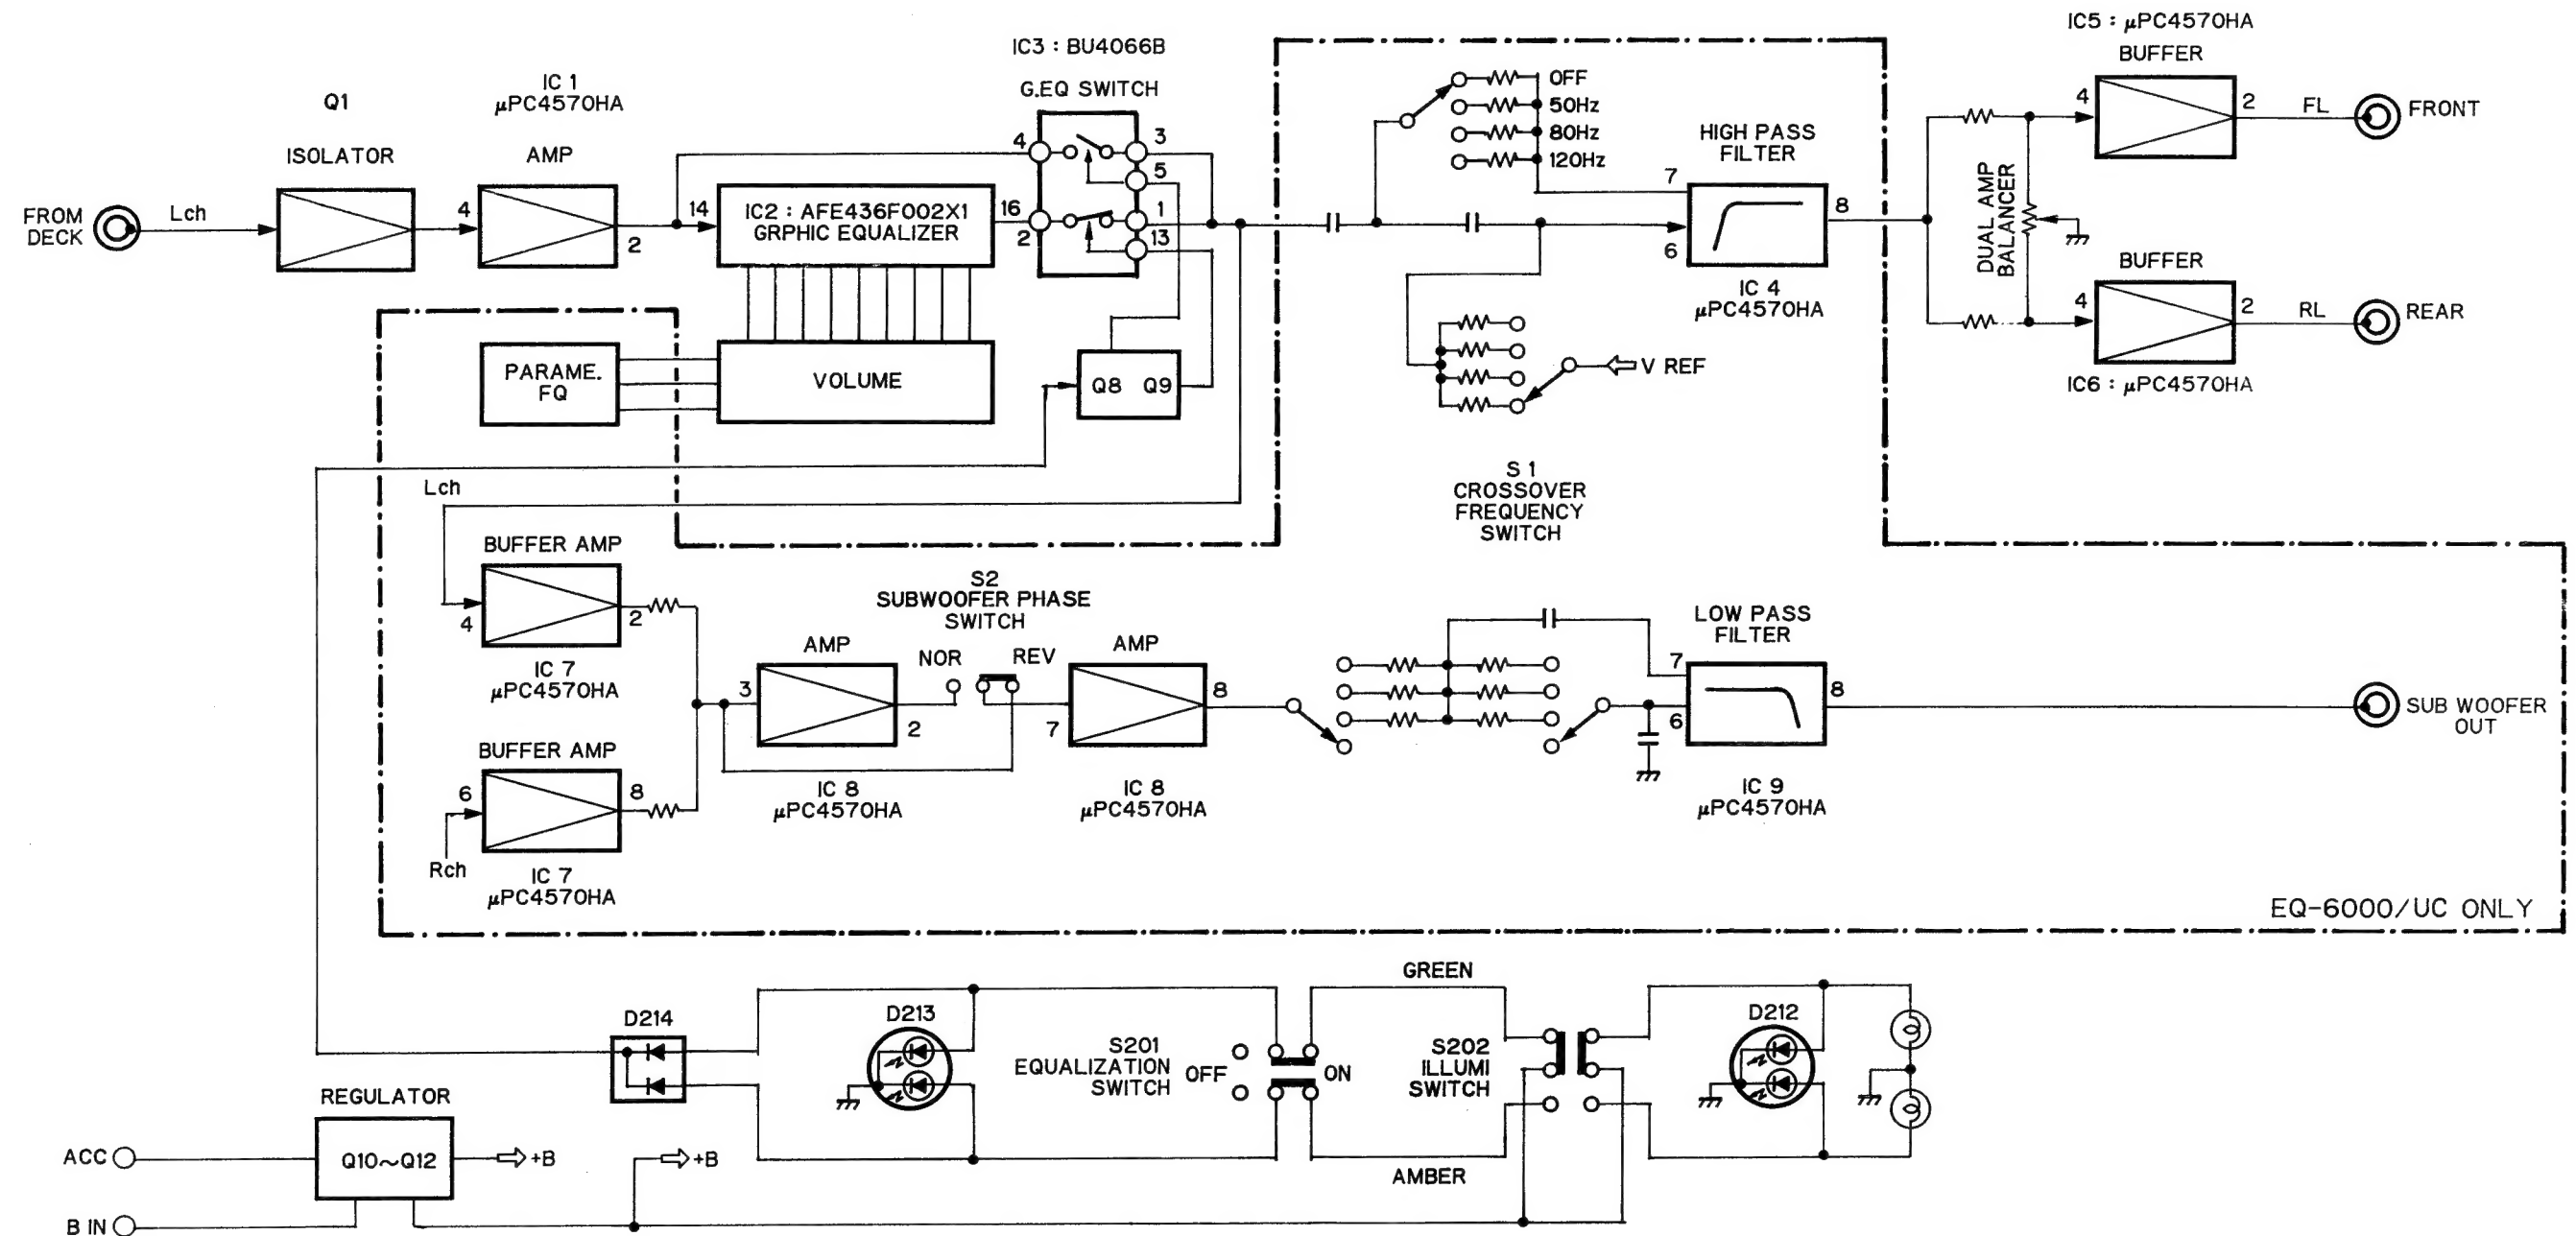 FROM
DECK
Lch
Q1
ISOLATOR
IC 1
μPC4570HA
AMP
4
2
14
IC2 : AFE436F002X1
GRPHIC EQUALIZER
16
2
IC3 : BU4066B
G.EQ SWITCH
4
3
5
1
13
PARAME.
FQ
VOLUME
Q8 Q9
OFF
50Hz
80Hz
120Hz
HIGH PASS
FILTER
7
6
8
IC 4
μPC4570HA
V REF
S 1
CROSSOVER
FREQUENCY
SWITCH
DUAL AMP
BALANCER
IC5 : μPC4570HA
BUFFER
4
2
FL
FRONT
BUFFER
4
2
RL
REAR
IC6 : μPC4570HA
Lch
BUFFER AMP
4
2
IC 7
μPC4570HA
BUFFER AMP
6
8
Rch
IC 7
μPC4570HA
AMP
3
2
IC 8
μPC4570HA
S2
SUBWOOFER PHASE
SWITCH
NOR
REV
AMP
7
8
IC 8
μPC4570HA
LOW PASS
FILTER
7
6
8
IC 9
μPC4570HA
SUB WOOFER
OUT
EQ-6000/UC ONLY
D214
D213
S201
EQUALIZATION
SWITCH
OFF
ON
GREEN
S202
ILLUMI
SWITCH
AMBER
D212
REGULATOR
ACC
Q10~Q12
+B
+B
B IN